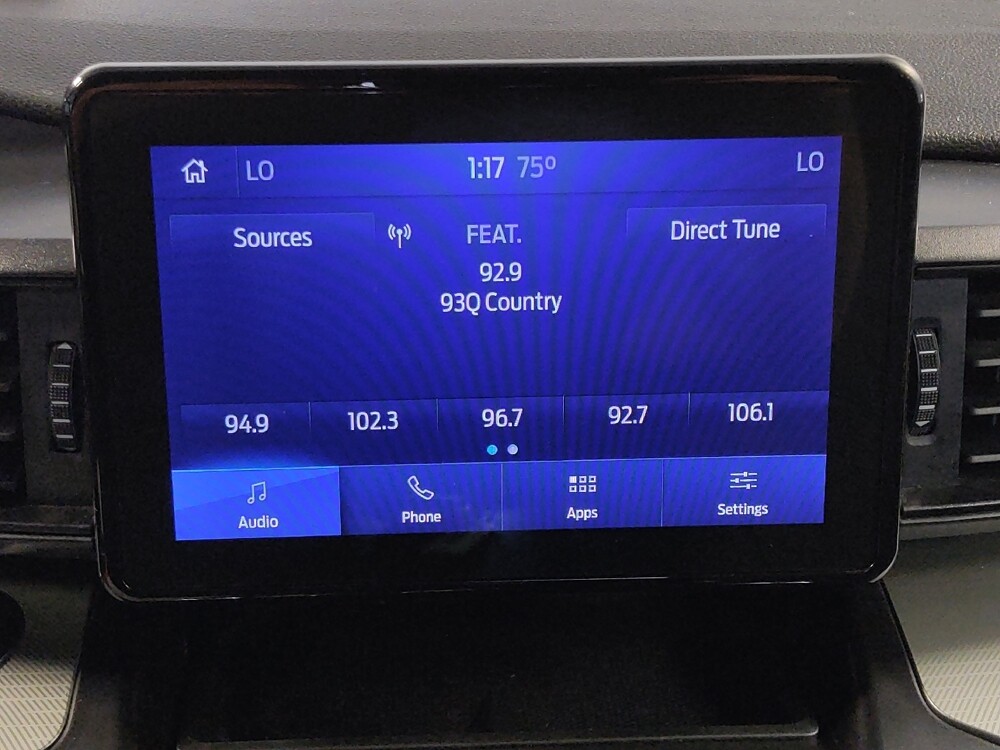 LO 1:17 75° LO
Sources FEAT. Direct Tune
92.9
93Q Country
94.9 102.3 96.7 92.7 106.1
Audio Phone Apps Settings